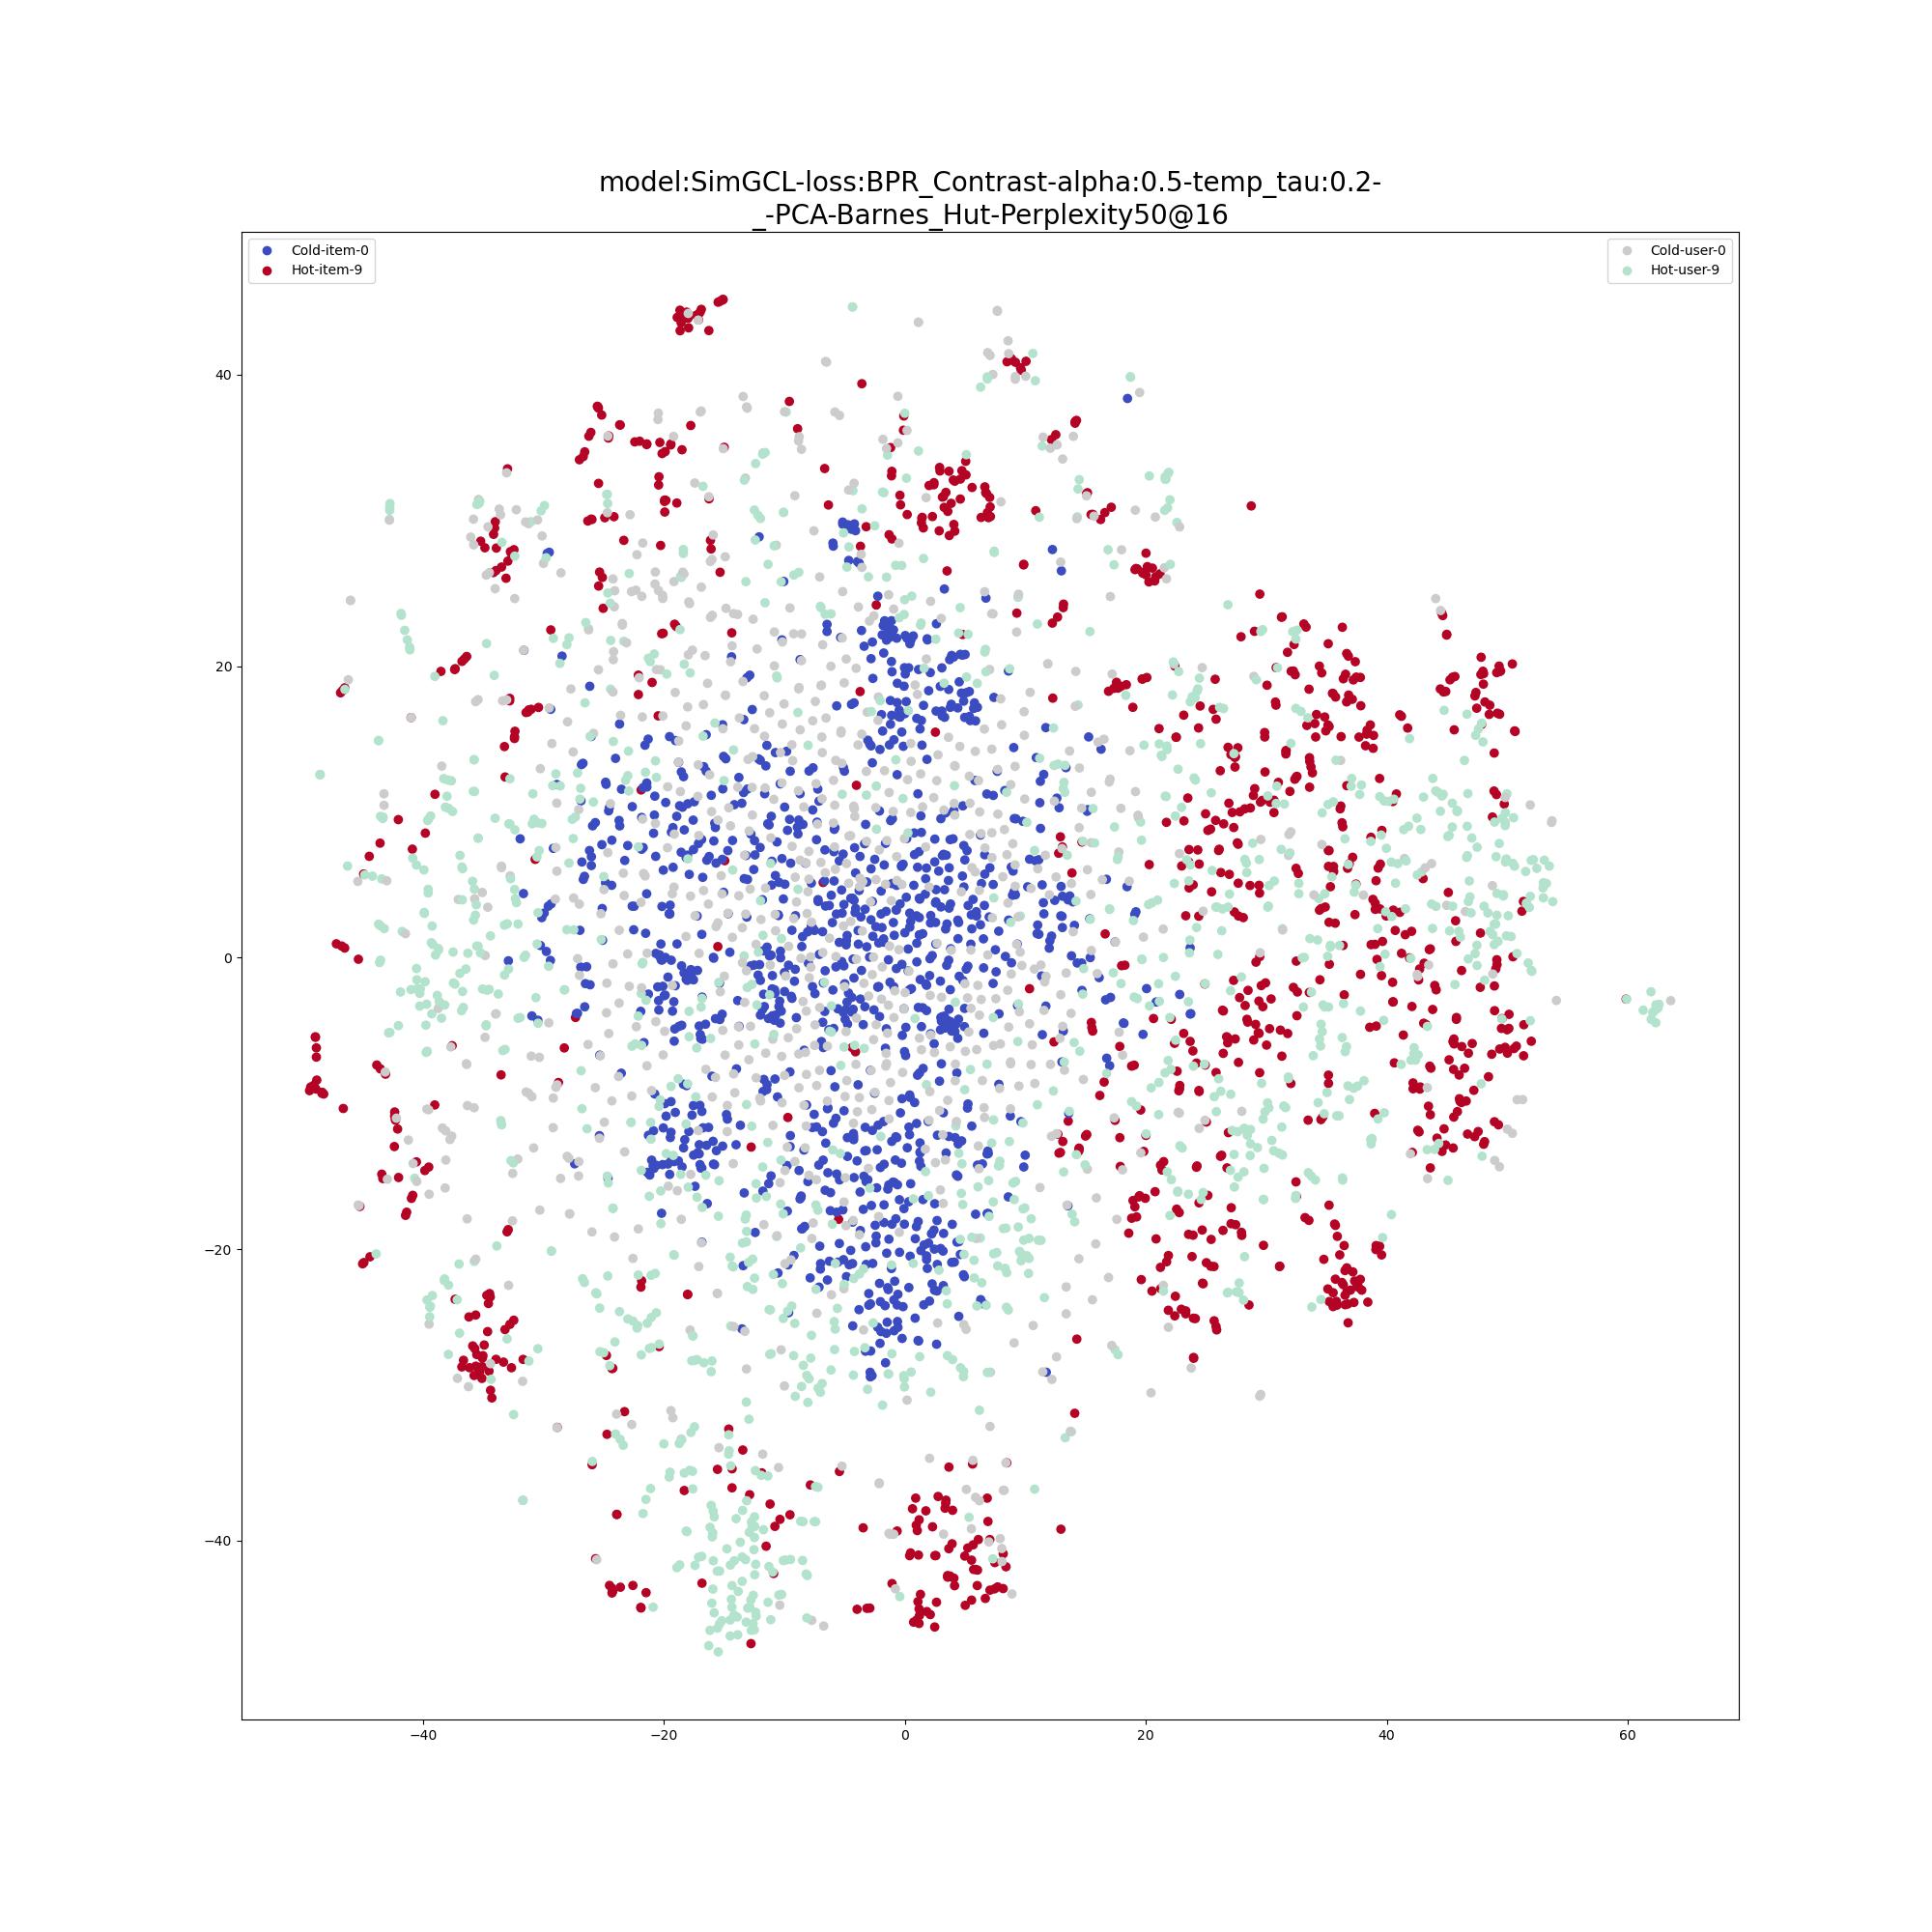 model:SimGCL-loss:BPR_Contrast-alpha:0.5-temp_tau:0.2-
_-PCA-Barnes_Hut-Perplexity50@16
Cold-item-0
Hot-item-9
Cold-user-0
Hot-user-9
40
20
0
−20
−40
−40
−20
0
20
40
60